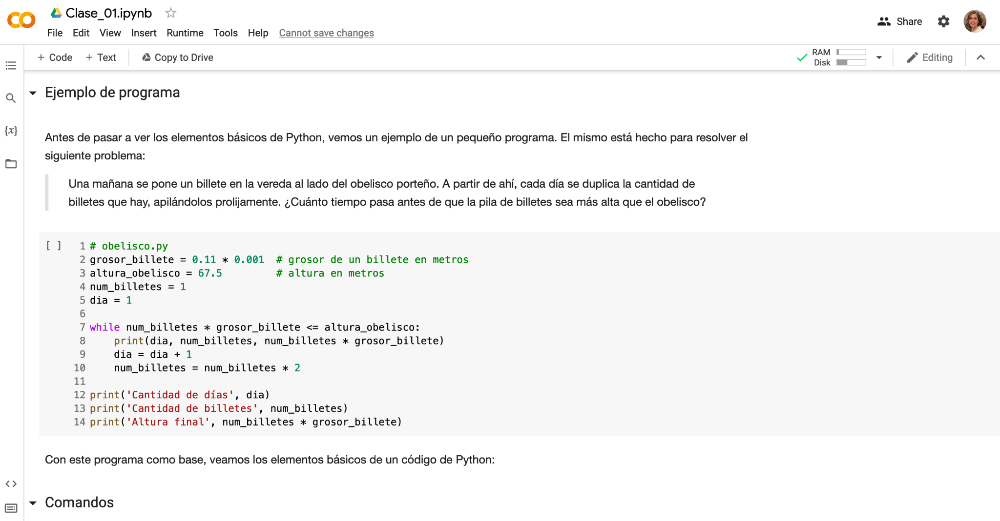 Clase_01.ipynb
File Edit View Insert Runtime Tools Help Cannot save changes
Share
+ Code + Text Copy to Drive
RAM
Disk
Editing
Ejemplo de programa
{x}
Antes de pasar a ver los elementos básicos de Python, vemos un ejemplo de un pequeño programa. El mismo está hecho para resolver el
siguiente problema:
Una mañana se pone un billete en la vereda al lado del obelisco porteño. A partir de ahí, cada día se duplica la cantidad de
billetes que hay, apilándolos prolijamente. ¿Cuánto tiempo pasa antes de que la pila de billetes sea más alta que el obelisco?
[ ] 1 # obelisco.py
2 grosor_billete = 0.11 * 0.001  # grosor de un billete en metros
3 altura_obelisco = 67.5         # altura en metros
4 num_billetes = 1
5 dia = 1
6
7 while num_billetes * grosor_billete <= altura_obelisco:
8     print(dia, num_billetes, num_billetes * grosor_billete)
9     dia = dia + 1
10     num_billetes = num_billetes * 2
11
12 print('Cantidad de días', dia)
13 print('Cantidad de billetes', num_billetes)
14 print('Altura final', num_billetes * grosor_billete)
Con este programa como base, veamos los elementos básicos de un código de Python:
Comandos